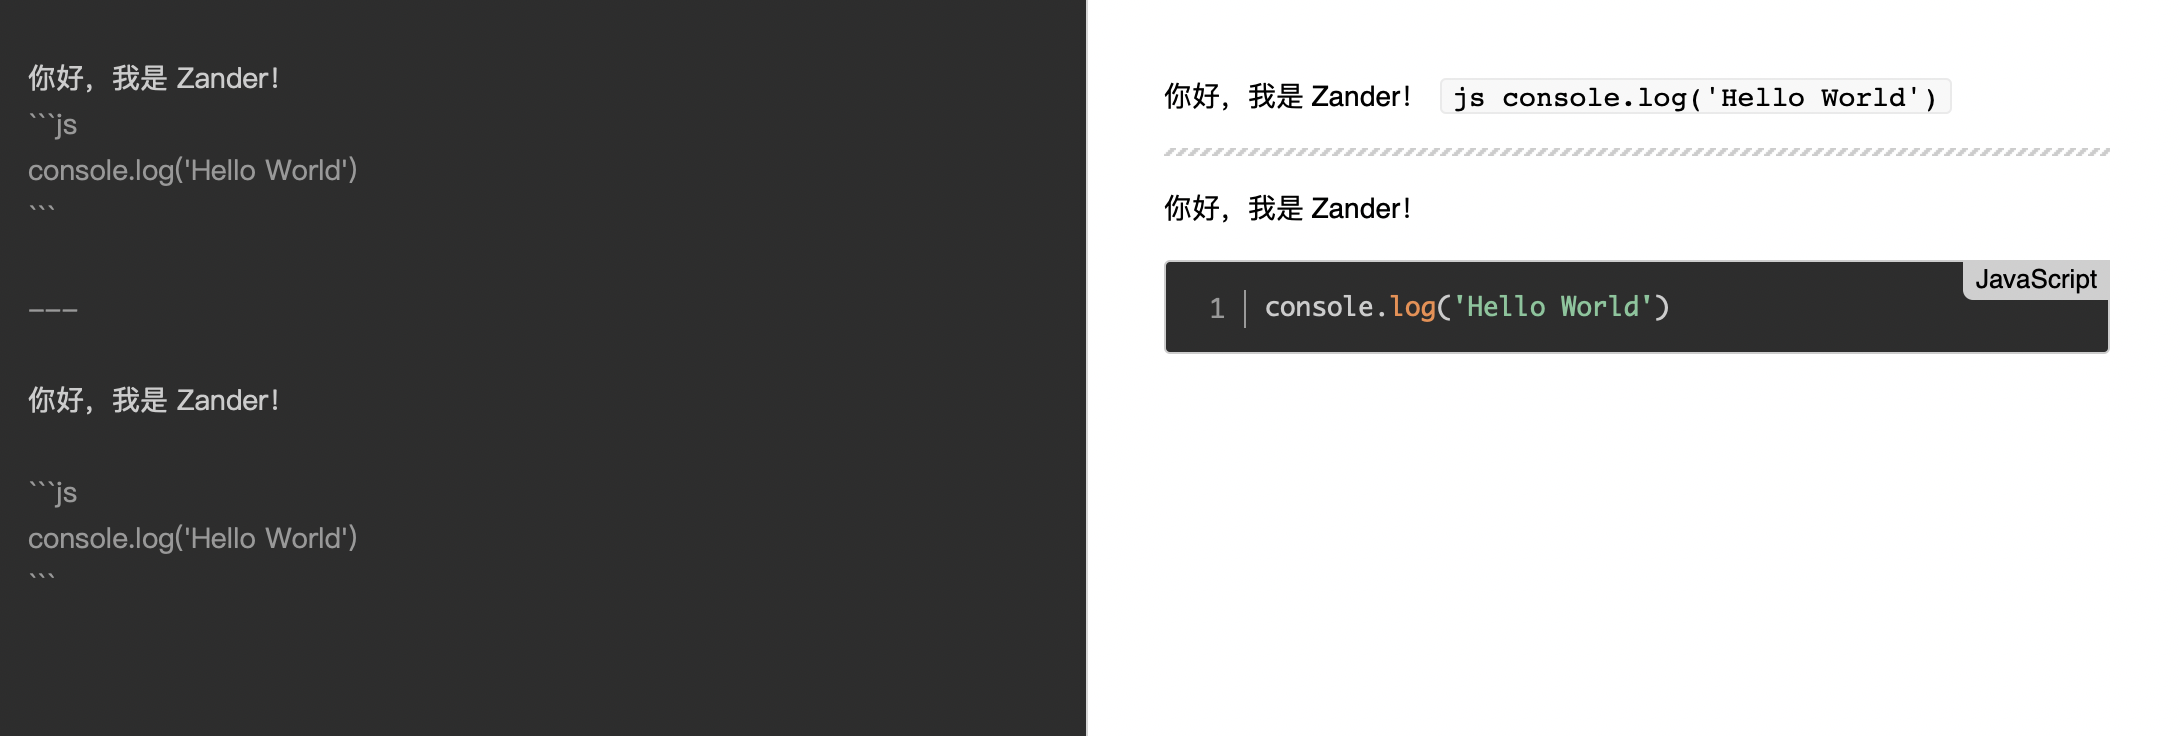 你好，我是 Zander！
```js
console.log('Hello World')
```
---
你好，我是 Zander！
```js
console.log('Hello World')
```
你好，我是 Zander！ js console.log('Hello World')
你好，我是 Zander！
JavaScript
1 console.log('Hello World')